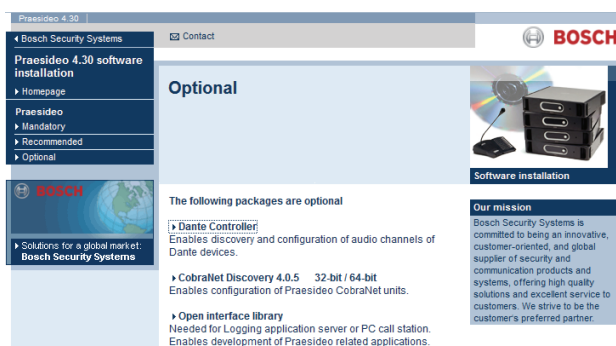 Praesideo 4.30
Bosch Security Systems
Contact
BOSCH
Praesideo 4.30 software
installation
Homepage
Praesideo
Mandatory
Recommended
Optional
BOSCH
Solutions for a global market:
Bosch Security Systems
Optional
The following packages are optional
Dante Controller
Enables discovery and configuration of audio channels of
Dante devices.
CobraNet Discovery 4.0.5 32-bit / 64-bit
Enables configuration of Praesideo CobraNet units.
Open interface library
Needed for Logging application server or PC call station.
Enables development of Praesideo related applications.
Software installation
Our mission
Bosch Security Systems is
committed to being an innovative,
customer-oriented, and global
supplier of security and
communication products and
systems, offering high quality
solutions and excellent service to
customers. We strive to be the
customer's preferred partner.